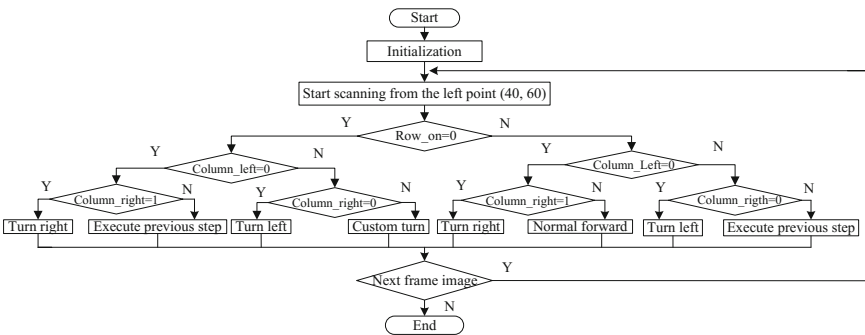 Start
Initialization
Start scanning from the left point (40, 60)
Y
Row_on=0
N
Y
Column_left=0
N
Y
Column_Left=0
N
Y
Column_right=1
N
Y
Column_right=0
N
Y
Column_right=1
N
Y
Column_rigth=0
N
Turn right
Execute previous step
Turn left
Custom turn
Turn right
Normal forward
Turn left
Execute previous step
Next frame image
Y
N
End